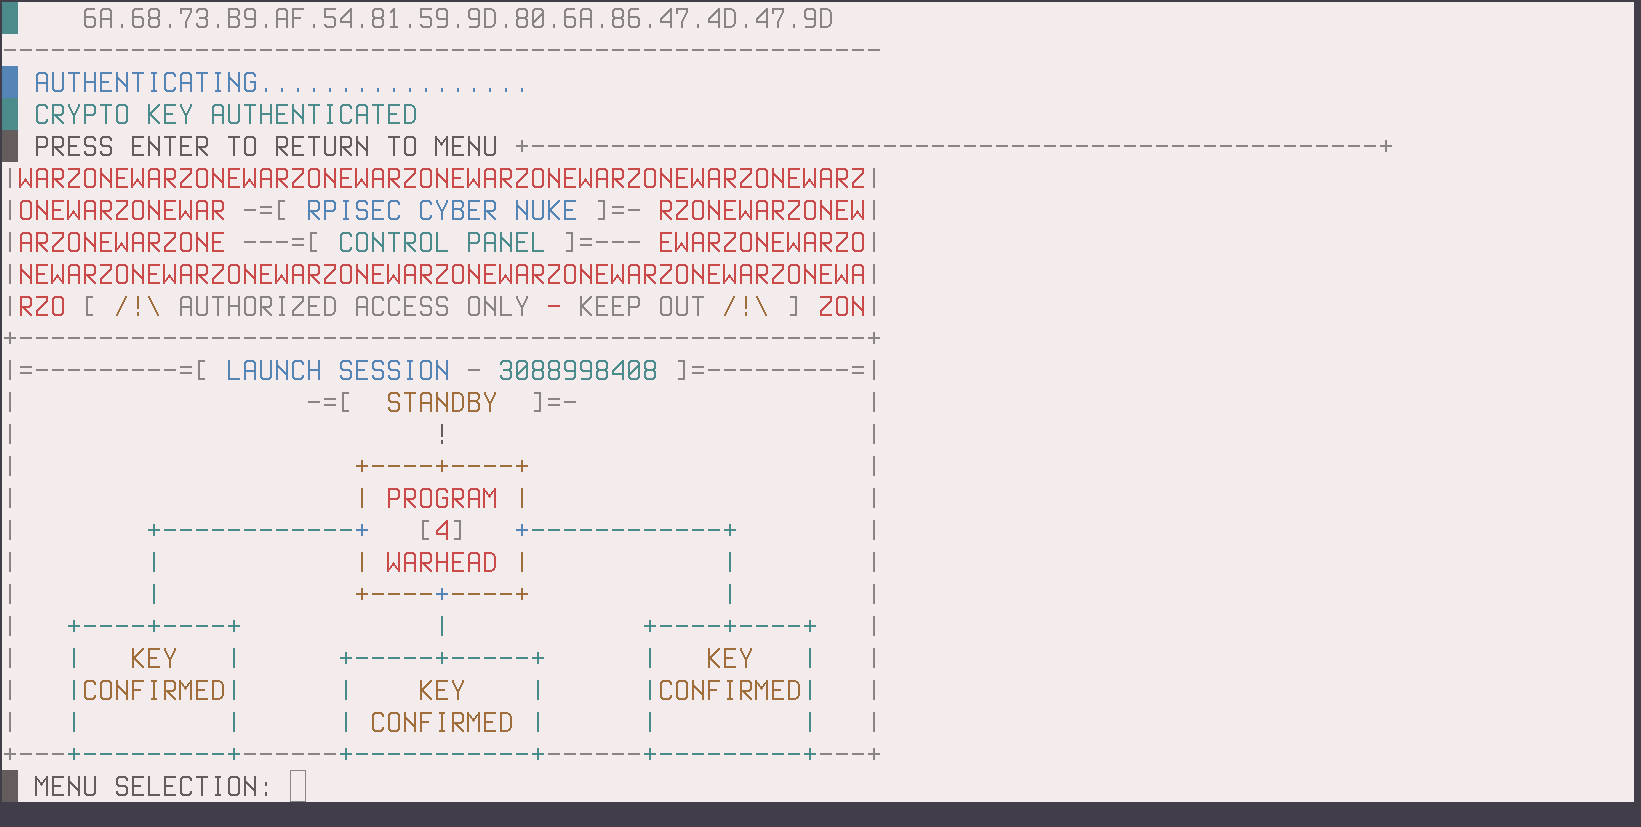 6A.68.73.B9.AF.54.81.59.9D.80.6A.86.47.4D.47.9D
-------------------------------------------------------
AUTHENTICATING.................
CRYPTO KEY AUTHENTICATED
PRESS ENTER TO RETURN TO MENU +-----------------------------------------------------+
|WARZONEWARZONEWARZONEWARZONEWARZONEWARZONEWARZONEWARZ|
|ONEWARZONEWAR -=[ RPISEC CYBER NUKE ]=- RZONEWARZONEW|
|ARZONEWARZONE ---=[ CONTROL PANEL ]=--- EWARZONEWARZO|
|NEWARZONEWARZONEWARZONEWARZONEWARZONEWARZONEWARZONEWA|
|RZO [ /!\ AUTHORIZED ACCESS ONLY - KEEP OUT /!\ ] ZON|
+-----------------------------------------------------+
|=---------=[ LAUNCH SESSION - 3088998408 ]=---------=|
|                  -=[  STANDBY  ]=-                  |
|                          !                          |
|                     +----+----+                     |
|                     | PROGRAM |                     |
|        +------------+   [4]   +------------+        |
|        |            | WARHEAD |            |        |
|        |            +----+----+            |        |
|   +----+----+            |            +----+----+   |
|   |   KEY   |      +-----+-----+      |   KEY   |   |
|   |CONFIRMED|      |    KEY    |      |CONFIRMED|   |
|   |         |      | CONFIRMED |      |         |   |
+---+---------+------+-----------+------+---------+---+
MENU SELECTION: